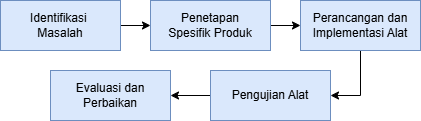 Identifikasi
Masalah
Penetapan
Spesifik Produk
Perancangan dan
Implementasi Alat
Pengujian Alat
Evaluasi dan
Perbaikan